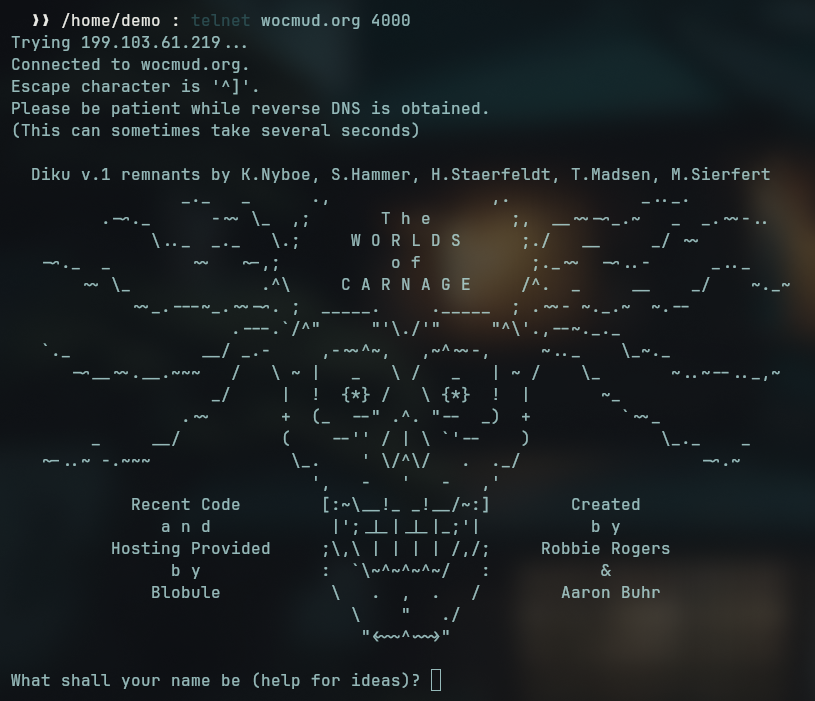 ❱❱ /home/demo : telnet wocmud.org 4000
Trying 199.103.61.219...
Connected to wocmud.org.
Escape character is '^]'.
Please be patient while reverse DNS is obtained.
(This can sometimes take several seconds)
Diku v.1 remnants by K.Nyboe, S.Hammer, H.Staerfeldt, T.Madsen, M.Sierfert
T h e
W O R L D S
o f
C A R N A G E
Recent Code
a n d
Hosting Provided
b y
Blobule
Created
b y
Robbie Rogers
&
Aaron Buhr
What shall your name be (help for ideas)?